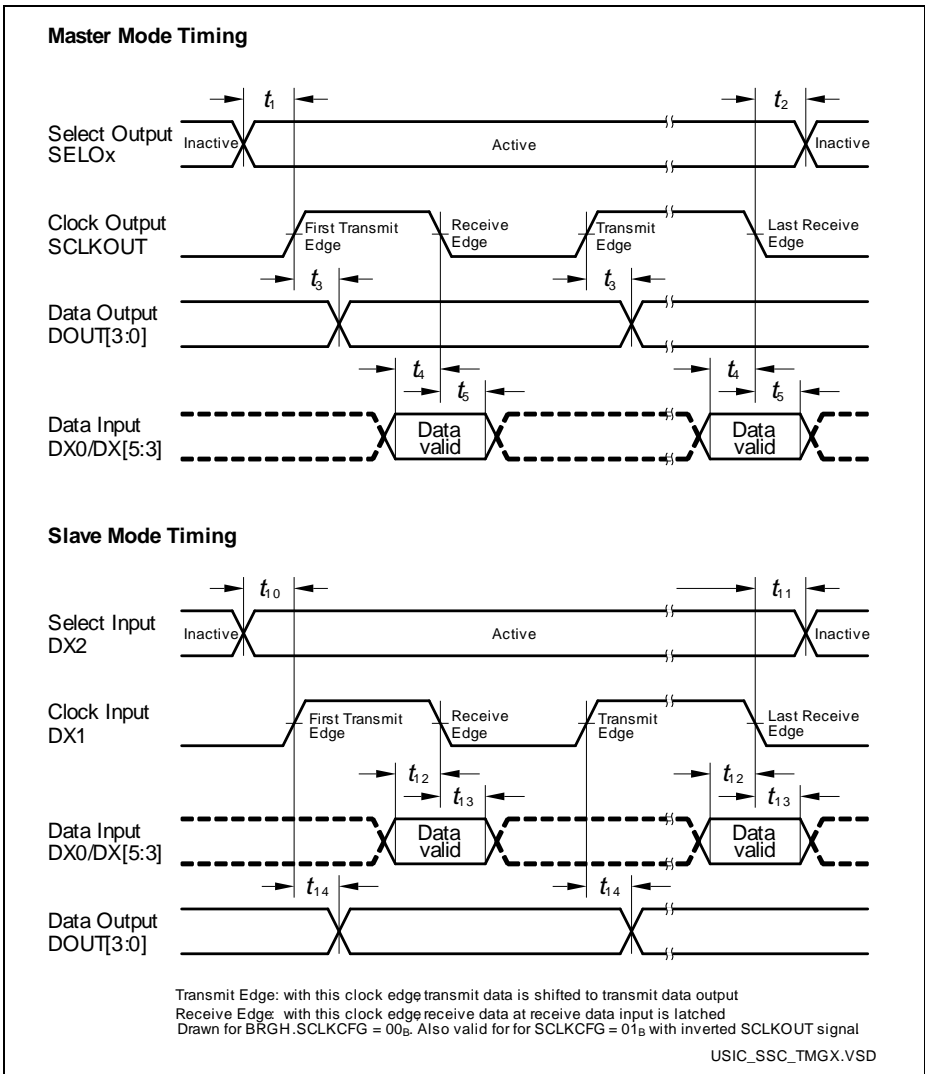 Master Mode Timing
t1
t2
Select Output
SELOx
Inactive
Active
Inactive
Clock Output
SCLKOUT
First Transmit
Edge
Receive
Edge
Transmit
Edge
Last Receive
Edge
t3
t3
Data Output
DOUT[3:0]
t4
t5
t4
t5
Data Input
DX0/DX[5:3]
Data
valid
Data
valid
Slave Mode Timing
t10
t11
Select Input
DX2
Inactive
Active
Inactive
Clock Input
DX1
First Transmit
Edge
Receive
Edge
Transmit
Edge
Last Receive
Edge
t12
t13
t12
t13
Data Input
DX0/DX[5:3]
Data
valid
Data
valid
t14
t14
Data Output
DOUT[3:0]
Transmit Edge: with this clock edge, transmit data is shifted to transmit data output
Receive Edge: with this clock edge, receive data at receive data input is latched
Drawn for BRGH.SCLKCFG = 00B. Also valid for for SCLKCFG = 01B with inverted SCLKOUT signal.
USIC_SSC_TMGX.VSD